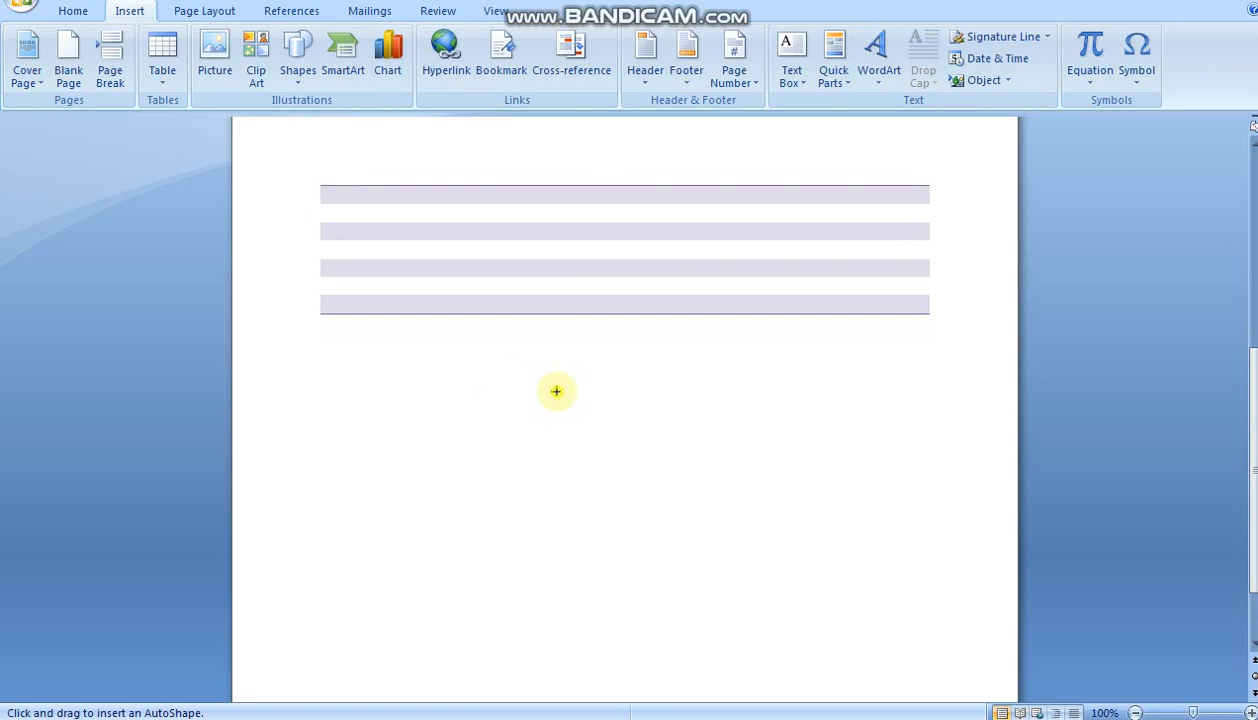 Home Insert Page Layout References Mailings Review View
www.BANDICAM.com
Cover Page Blank Page Page Break Table Picture Clip Art Shapes SmartArt Chart Hyperlink Bookmark Cross-reference Header Footer Page Number Text Box Quick Parts WordArt Drop Cap Signature Line Date & Time Object Equation Symbol
Pages Tables Illustrations Links Header & Footer Text Symbols
Click and drag to insert an AutoShape. 100%